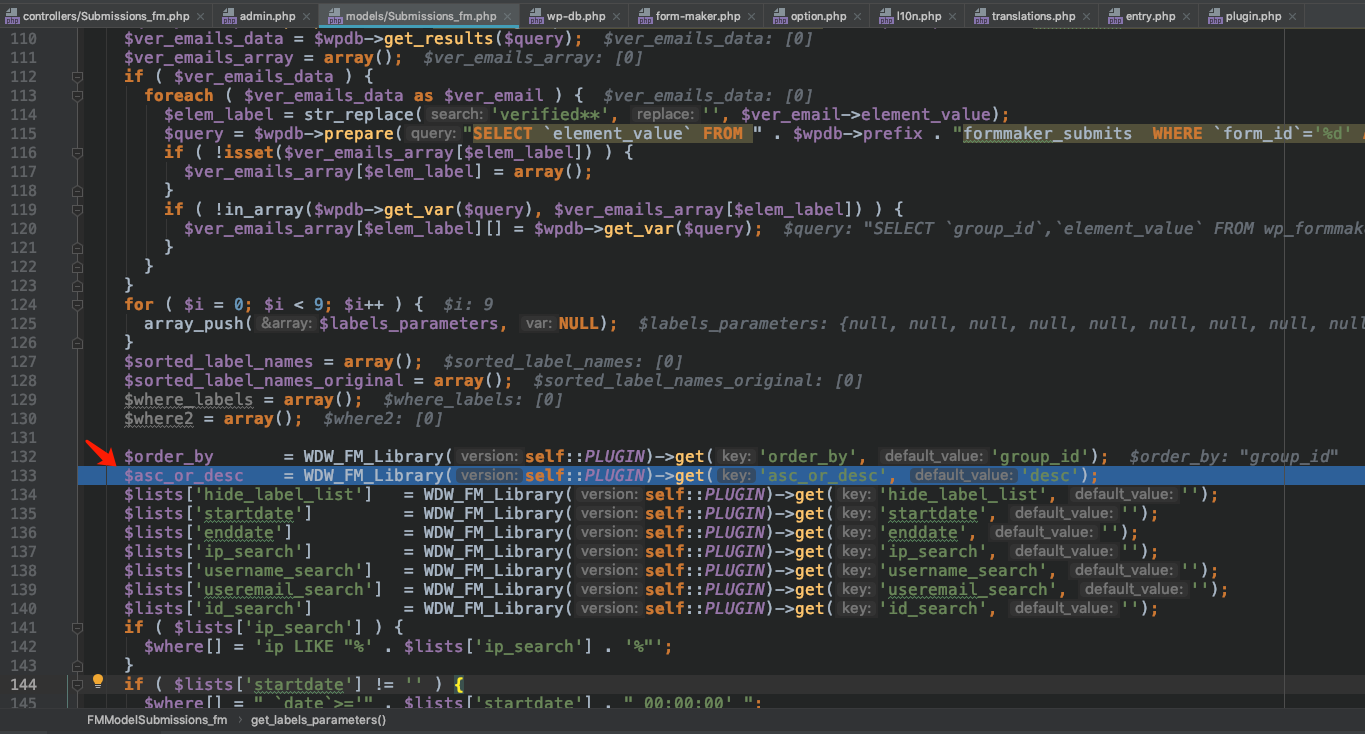 controllers/Submissions_fm.php × admin.php × models/Submissions_fm.php × wp-db.php × form-maker.php × option.php × l10n.php × translations.php × entry.php × plugin.php ×
110 $ver_emails_data = $wpdb->get_results($query); $ver_emails_data: [0]
111 $ver_emails_array = array(); $ver_emails_array: [0]
112 if ( $ver_emails_data ) {
113 foreach ( $ver_emails_data as $ver_email ) { $ver_emails_data: [0]
114 $elem_label = str_replace( search: 'verified**', replace: '', $ver_email->element_value);
115 $query = $wpdb->prepare( query: "SELECT `element_value` FROM " . $wpdb->prefix . "formmaker_submits  WHERE `form_id`='%d'
116 if ( !isset($ver_emails_array[$elem_label]) ) {
117 $ver_emails_array[$elem_label] = array();
118 }
119 if ( !in_array($wpdb->get_var($query), $ver_emails_array[$elem_label]) ) {
120 $ver_emails_array[$elem_label][] = $wpdb->get_var($query); $query: "SELECT `group_id`,`element_value` FROM wp_formmak
121 }
122 }
123 }
124 for ( $i = 0; $i < 9; $i++ ) { $i: 9
125 array_push( &array: $labels_parameters, var: NULL); $labels_parameters: {null, null, null, null, null, null, null, null, nul
126 }
127 $sorted_label_names = array(); $sorted_label_names: [0]
128 $sorted_label_names_original = array(); $sorted_label_names_original: [0]
129 $where_labels = array(); $where_labels: [0]
130 $where2 = array(); $where2: [0]
131
132 $order_by = WDW_FM_Library( version: self::PLUGIN)->get( key: 'order_by', default_value: 'group_id'); $order_by: "group_id"
133 $asc_or_desc = WDW_FM_Library( version: self::PLUGIN)->get( key: 'asc_or_desc', default_value: 'desc');
134 $lists['hide_label_list'] = WDW_FM_Library( version: self::PLUGIN)->get( key: 'hide_label_list', default_value: '');
135 $lists['startdate'] = WDW_FM_Library( version: self::PLUGIN)->get( key: 'startdate', default_value: '');
136 $lists['enddate'] = WDW_FM_Library( version: self::PLUGIN)->get( key: 'enddate', default_value: '');
137 $lists['ip_search'] = WDW_FM_Library( version: self::PLUGIN)->get( key: 'ip_search', default_value: '');
138 $lists['username_search'] = WDW_FM_Library( version: self::PLUGIN)->get( key: 'username_search', default_value: '');
139 $lists['useremail_search'] = WDW_FM_Library( version: self::PLUGIN)->get( key: 'useremail_search', default_value: '');
140 $lists['id_search'] = WDW_FM_Library( version: self::PLUGIN)->get( key: 'id_search', default_value: '');
141 if ( $lists['ip_search'] ) {
142 $where[] = 'ip LIKE "%' . $lists['ip_search'] . '%"';
143 }
144 if ( $lists['startdate'] != '' ) {
145 $where[] = " `date`>='" . $lists['startdate'] . " 00:00:00' ";
FMModelSubmissions_fm › get_labels_parameters()